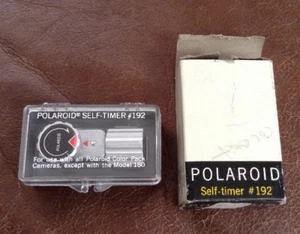 POLAROID® SELF-TIMER #192
POLAROID
For use with all Polaroid Color Pack
Cameras, except with the Model 180
POLAROID
Self-timer #192